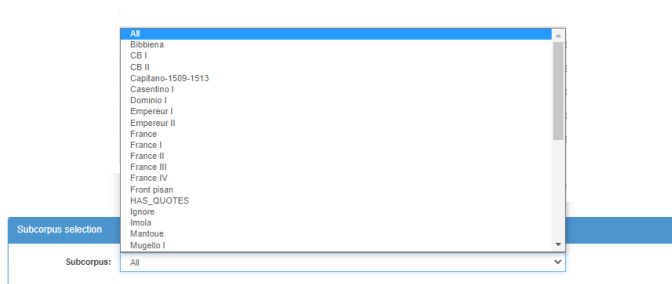 All
Bibbiena
CB I
CB II
Capitano-1509-1513
Casentino I
Dominio I
Empereur I
Empereur II
France
France I
France II
France III
France IV
Front pisan
HAS_QUOTES
Ignore
Imola
Mantoue
Mugello I
Subcorpus selection
Subcorpus: All